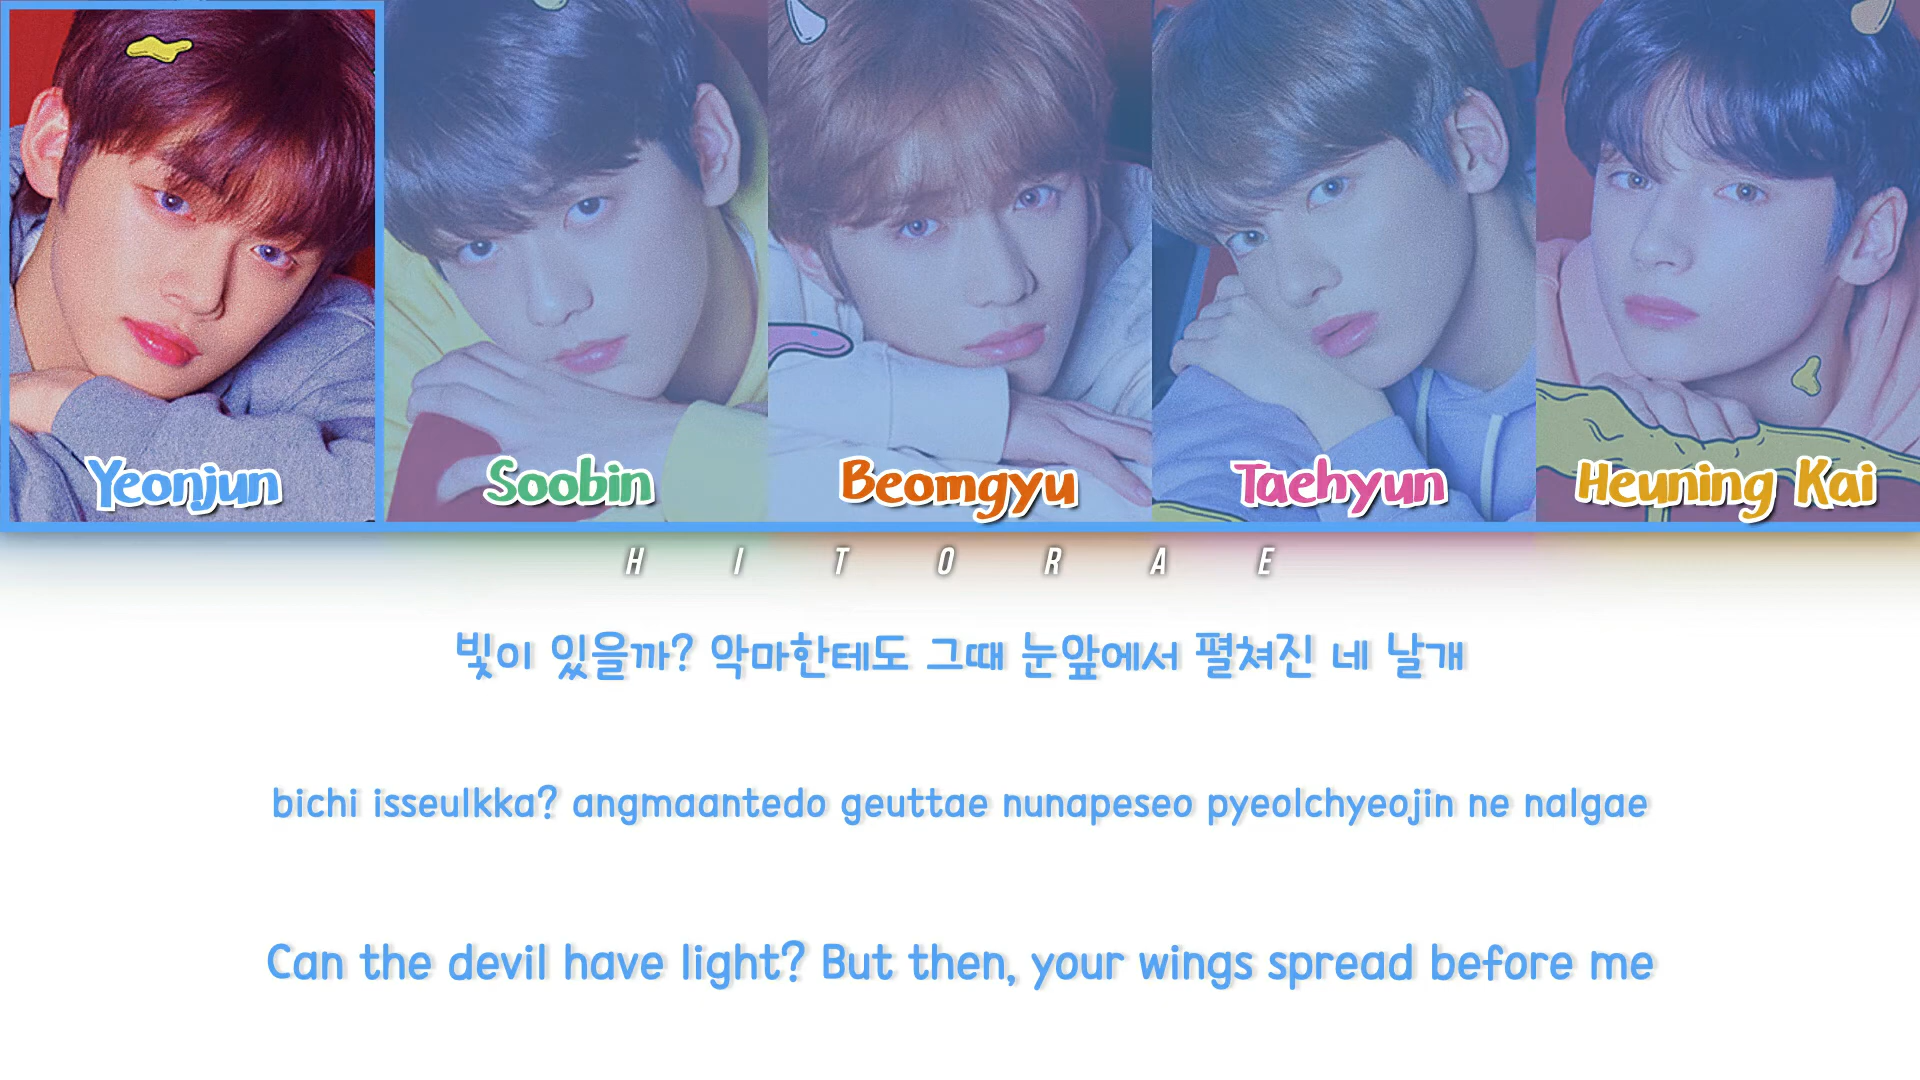 Yeonjun Soobin Beomgyu Taehyun Heuning Kai
HITORAE
빛이 있을까? 악마한테도 그때 눈앞에서 펼쳐진 네 날개
bichi isseulkka? angmaantedo geuttae nunapeseo pyeolchyeojin ne nalgae
Can the devil have light? But then, your wings spread before me